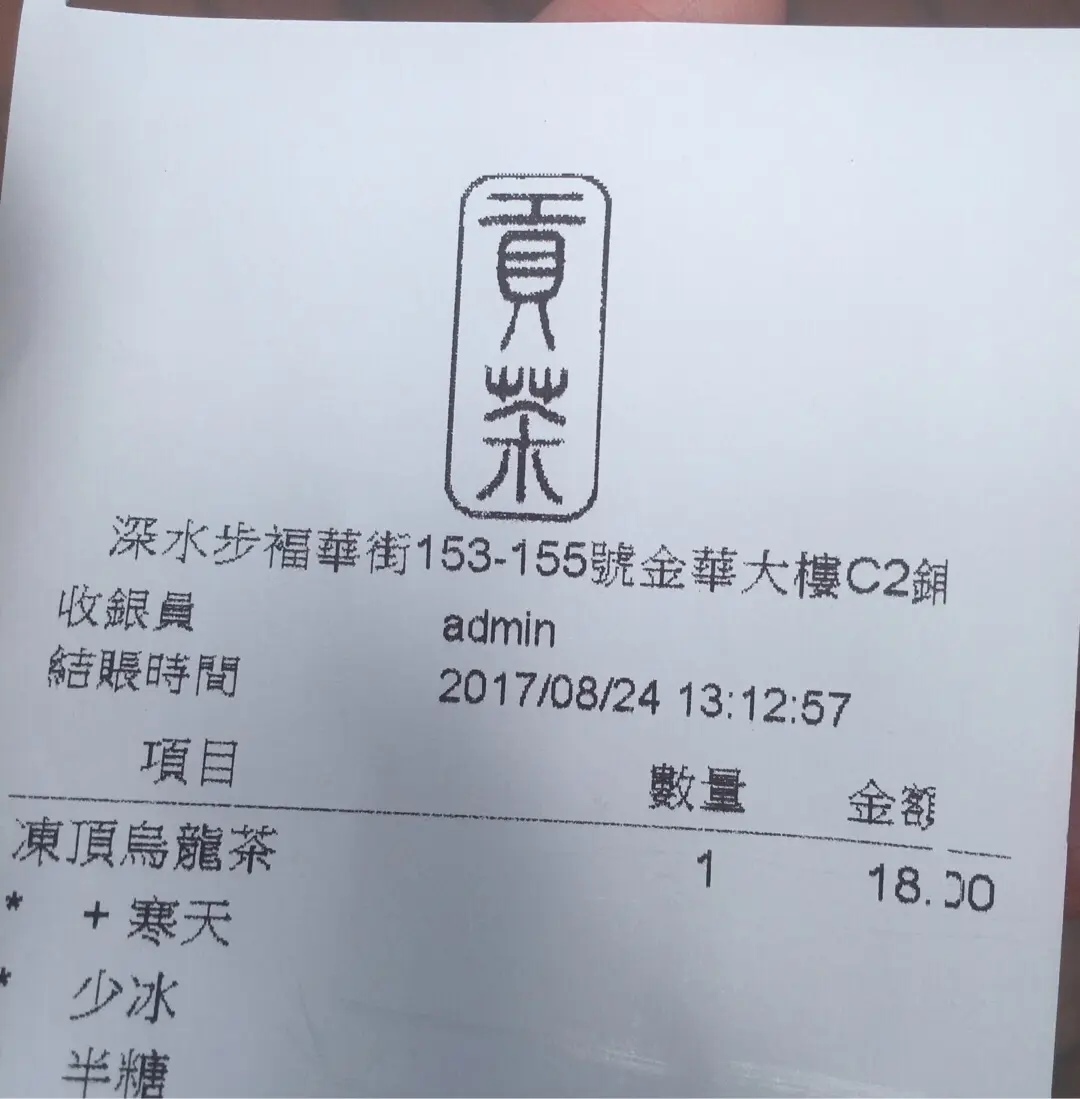 貢茶
深水步福華街153-155號金華大樓C2鋪
收銀員 admin
結賬時間 2017/08/24 13:12:57
項目 數量 金額
凍頂烏龍茶 1 18.00
* + 寒天
* 少冰
半糖